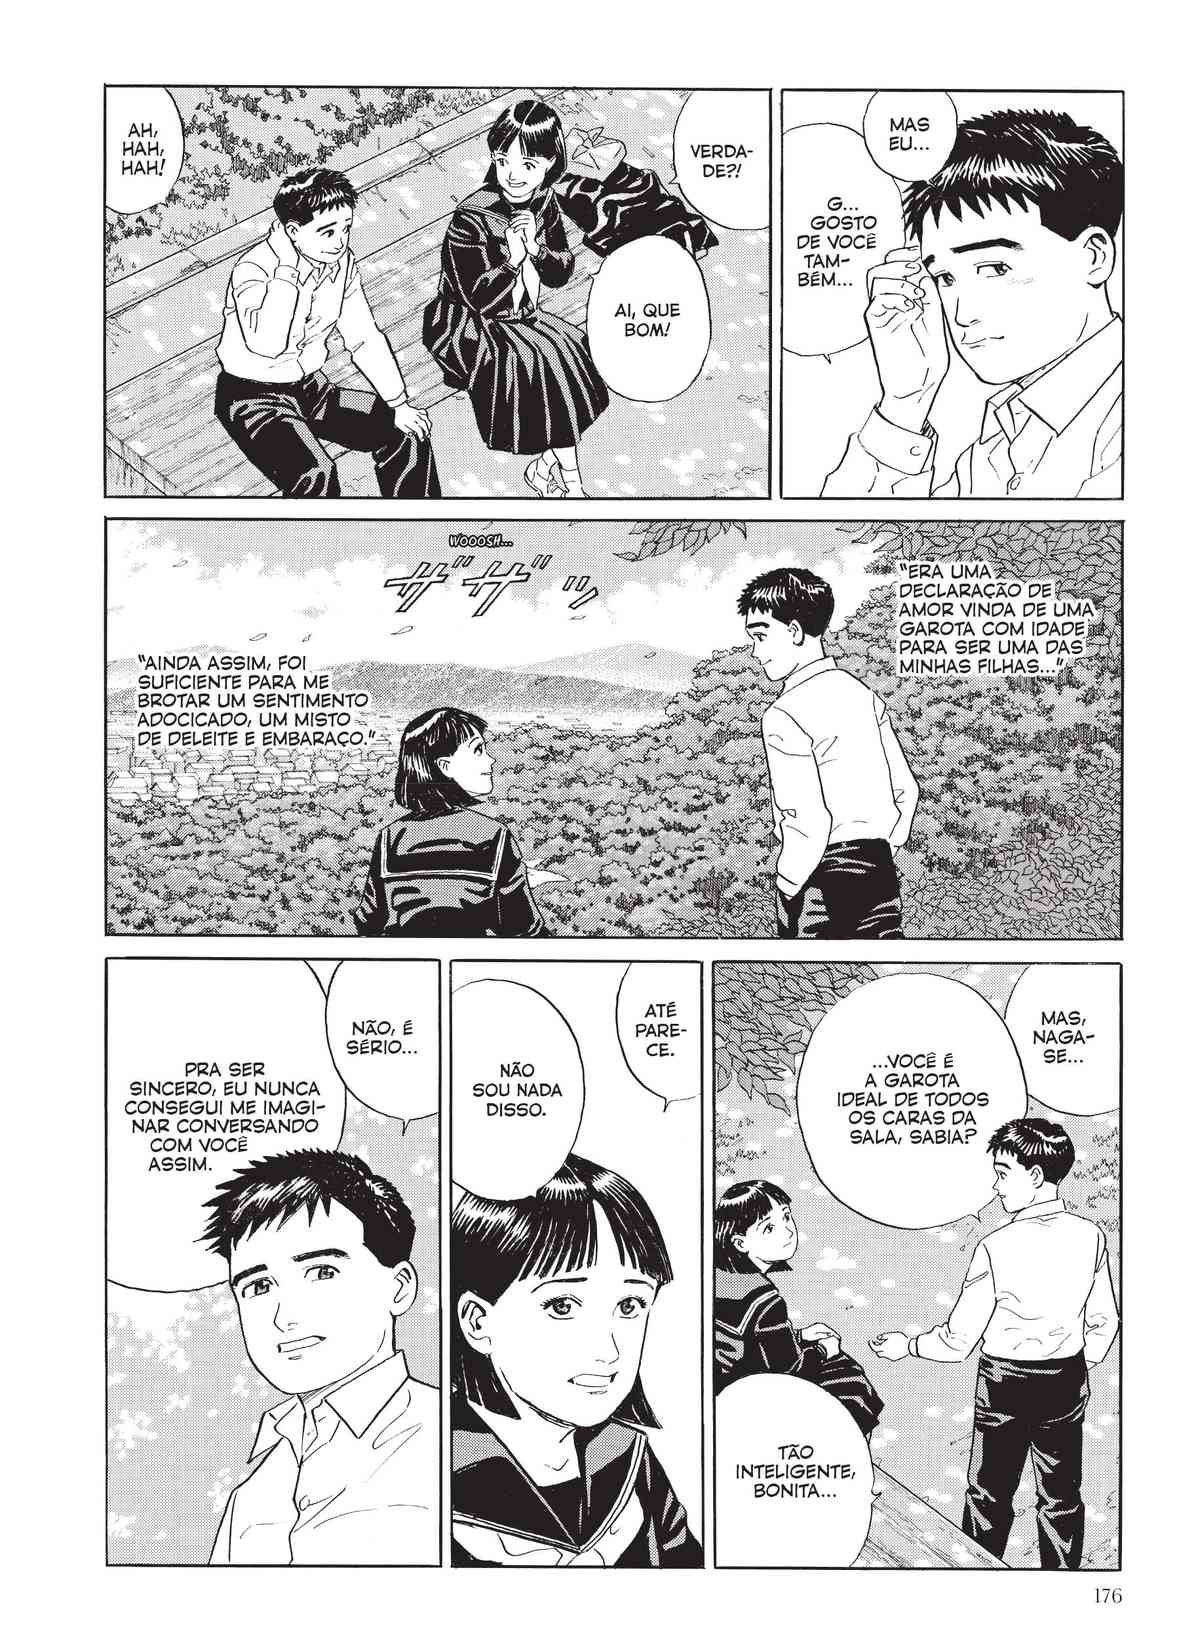 MAS
EU...
G...
GOSTO
DE VOCÊ
TAM-
BÉM...
VERDA-
DE?!
AI, QUE
BOM!
AH,
HAH,
HAH!
"ERA UMA
DECLARAÇÃO DE
AMOR VINDA DE UMA
GAROTA COM IDADE
PARA SER UMA DAS
MINHAS FILHAS..."
WOOOSH...
ザザッ
"AINDA ASSIM, FOI
SUFICIENTE PARA ME
BROTAR UM SENTIMENTO
ADOCICADO, UM MISTO
DE DELEITE E EMBARAÇO."
MAS,
NAGA-
SE...
...VOCÊ É
A GAROTA
IDEAL DE TODOS
OS CARAS DA
SALA, SABIA?
TÃO
INTELIGENTE,
BONITA...
ATÉ
PARE-
CE.
NÃO
SOU NADA
DISSO.
NÃO, É
SÉRIO...
PRA SER
SINCERO, EU NUNCA
CONSEGUI ME IMAGI-
NAR CONVERSANDO
COM VOCÊ
ASSIM.
176